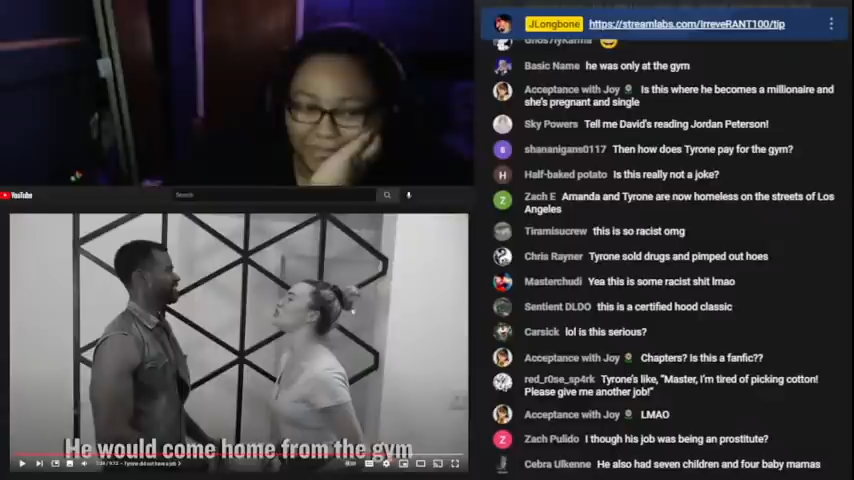 JLongbone https://streamlabs.com/IrreveRANT100/tip
Gnos7lyKarma
Basic Name he was only at the gym
Acceptance with Joy Is this where he becomes a millionaire and
she's pregnant and single
Sky Powers Tell me David's reading Jordan Peterson!
shananigans0117 Then how does Tyrone pay for the gym?
Half-baked potato Is this really not a joke?
Zach E Amanda and Tyrone are now homeless on the streets of Los
Angeles
Tiramisucrew this is so racist omg
Chris Rayner Tyrone sold drugs and pimped out hoes
Masterchudi Yea this is some racist shit lmao
Sentient DLDO this is a certified hood classic
Carsick lol is this serious?
Acceptance with Joy Chapters? Is this a fanfic??
red_r0se_sp4rk Tyrone's like, "Master, I'm tired of picking cotton!
Please give me another job!"
Acceptance with Joy LMAO
Zach Pulido I though his job was being an prostitute?
Cebra Ulkenne He also had seven children and four baby mamas
YouTube
Search
He would come home from the gym
Tyrone did not have a job